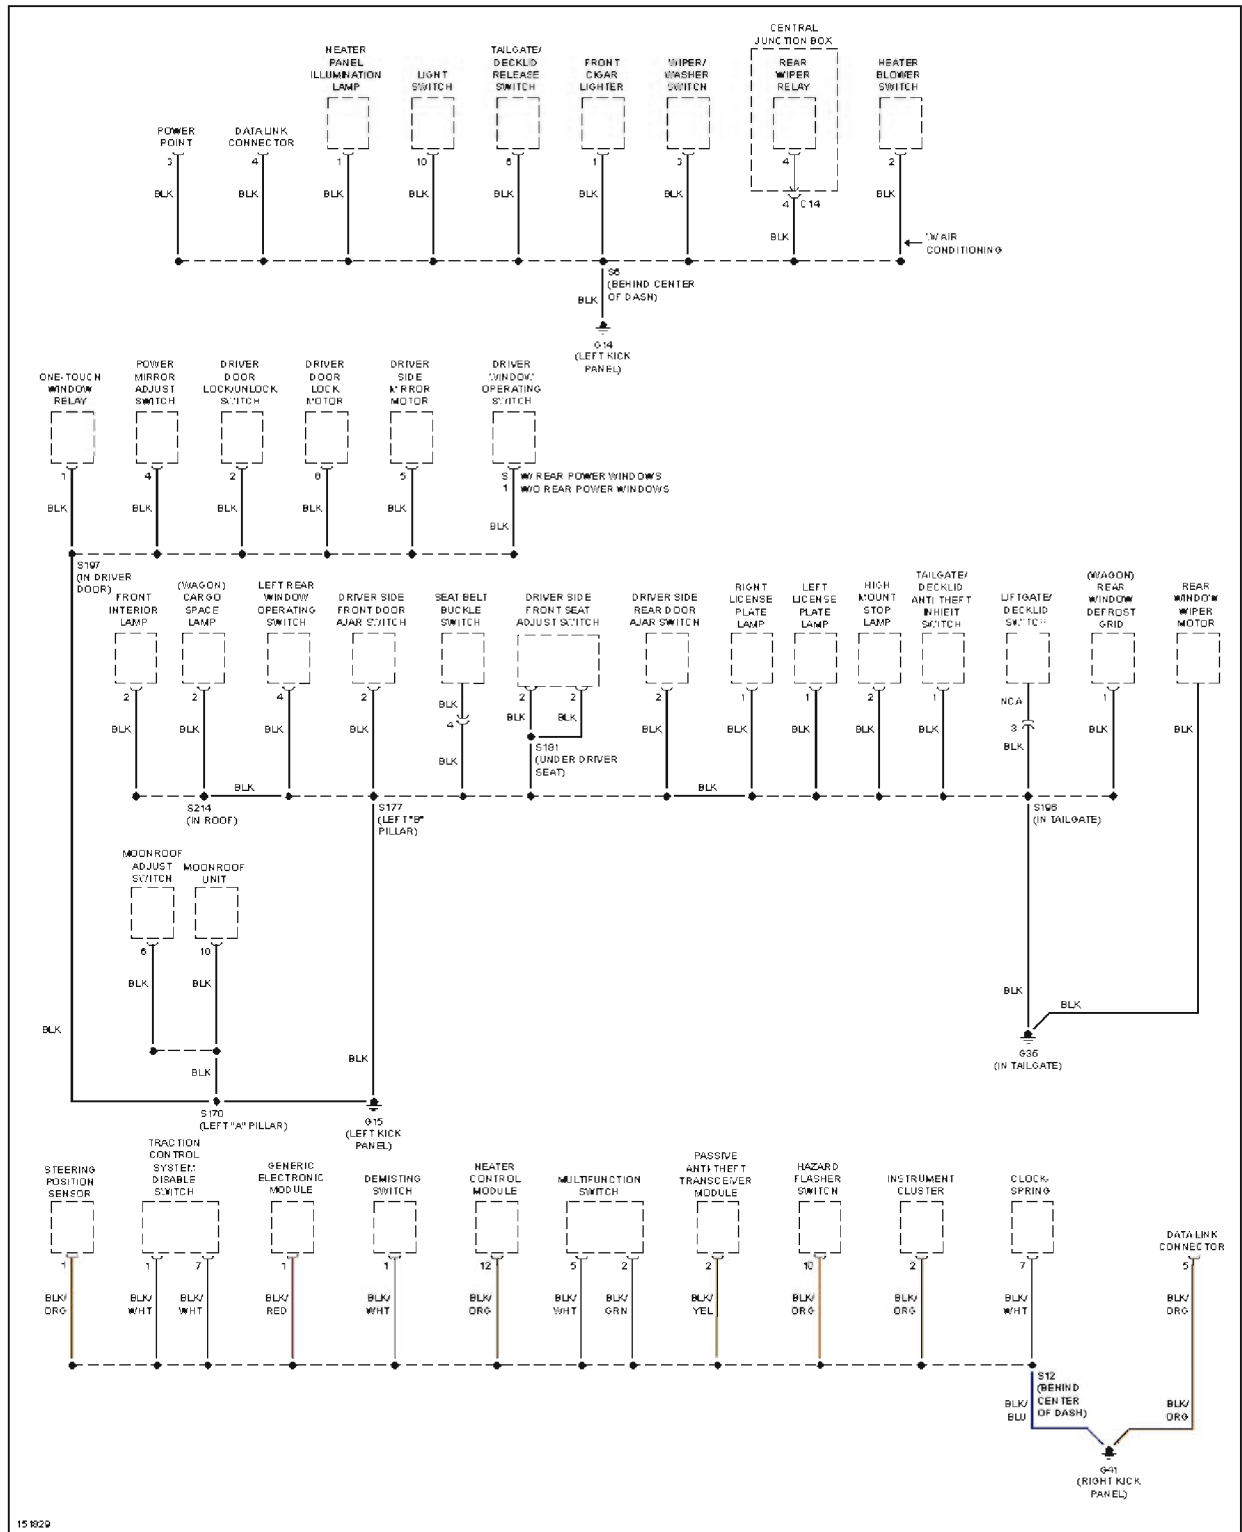 CENTRAL
JUNCTION BOX
HEATER
PANEL
ILLUMINATION
LAMP
LIGHT
SWITCH
TAILGATE/
DECKLID
RELEASE
SWITCH
FRONT
CIGAR
LIGHTER
WIPER/
WASHER
SWITCH
REAR
WIPER
RELAY
HEATER
BLOWER
SWITCH
POWER
POINT
DATA LINK
CONNECTOR
3 4 1 10 6 1 3 4 2
BLK BLK BLK BLK BLK BLK BLK BLK
4 C14
BLK
W/ AIR
CONDITIONING
S6
(BEHIND CENTER
OF DASH)
BLK
G14
(LEFT KICK
PANEL)
ONE-TOUCH
WINDOW
RELAY
POWER
MIRROR
ADJUST
SWITCH
DRIVER
DOOR
LOCK/UNLOCK
SWITCH
DRIVER
DOOR
LOCK
MOTOR
DRIVER
SIDE
MIRROR
MOTOR
DRIVER
WINDOW
OPERATING
SWITCH
1 4 2 5
W/ REAR POWER WINDOWS
1 W/O REAR POWER WINDOWS
BLK BLK BLK BLK BLK
BLK
S197
(IN DRIVER
DOOR)
FRONT
INTERIOR
LAMP
(WAGON)
CARGO
SPACE
LAMP
LEFT REAR
WINDOW
OPERATING
SWITCH
DRIVER SIDE
FRONT DOOR
AJAR SWITCH
SEAT BELT
BUCKLE
SWITCH
DRIVER SIDE
FRONT SEAT
ADJUST SWITCH
DRIVER SIDE
REAR DOOR
AJAR SWITCH
RIGHT
LICENSE
PLATE
LAMP
LEFT
LICENSE
PLATE
LAMP
HIGH
MOUNT
STOP
LAMP
TAILGATE/
DECKLID
ANTI THEFT
INHIBIT
SWITCH
LIFTGATE/
DECKLID
SWITCH
(WAGON)
REAR
WINDOW
DEFROST
GRID
REAR
WINDOW
WIPER
MOTOR
2 2 4 2 2 2 2 1 1 2 1 1
BLK NCA
BLK BLK BLK BLK 4 BLK BLK BLK BLK BLK BLK BLK 3 BLK BLK
BLK BLK
S181
(UNDER DRIVER
SEAT)
BLK BLK
S214
(IN ROOF)
S177
(LEFT "B"
PILLAR)
(IN TAILGATE)
MOONROOF
ADJUST
SWITCH
MOONROOF
UNIT
6 10
BLK BLK
BLK BLK
BLK
BLK
BLK
G36
(IN TAILGATE)
S170
(LEFT "A" PILLAR)
G15
(LEFT KICK
PANEL)
STEERING
POSITION
SENSOR
TRACTION
CONTROL
SYSTEM
DISABLE
SWITCH
GENERIC
ELECTRONIC
MODULE
DEMISTING
SWITCH
HEATER
CONTROL
MODULE
MULTIFUNCTION
SWITCH
PASSIVE
ANTI-THEFT
TRANSCEIVER
MODULE
HAZARD
FLASHER
SWITCH
INSTRUMENT
CLUSTER
CLOCK-
SPRING
DATA LINK
CONNECTOR
1 1 7 1 1 12 5 2 2 10 2 7 5
BLK/ BLK/ BLK/ BLK/ BLK/ BLK/ BLK/ BLK/ BLK/ BLK/ BLK/ BLK/ BLK/
ORG WHT WHT RED WHT ORG WHT GRN YEL ORG ORG WHT ORG
S12
(BEHIND
CENTER
OF DASH)
BLK/
BLU
BLK/
ORG
G41
(RIGHT KICK
PANEL)
151829